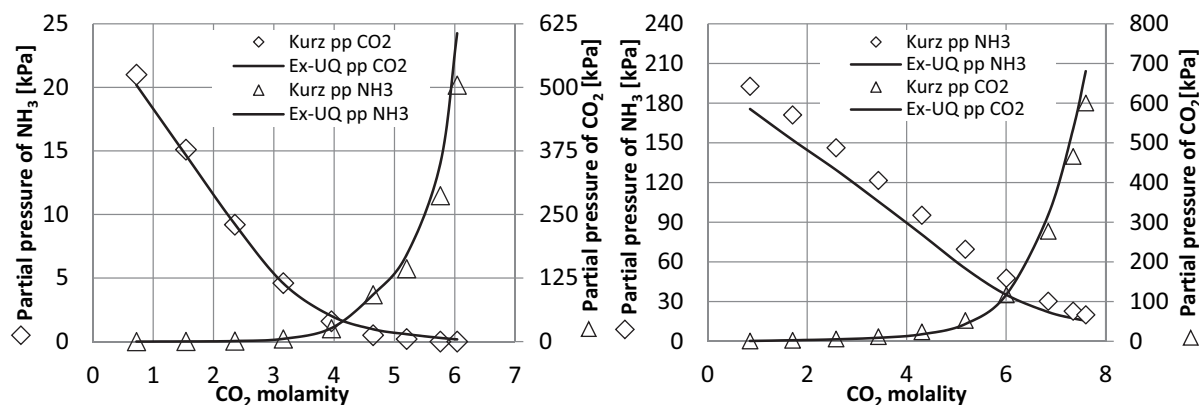 25
20
15
10
5
0
Partial pressure of NH3 [kPa]
Kurz pp CO2
Ex-UQ pp CO2
Kurz pp NH3
Ex-UQ pp NH3
625
500
375
250
125
0
Partial pressure of CO2 [kPa]
0 1 2 3 4 5 6 7
CO2 molamity
240
210
180
150
120
90
60
30
0
Partial pressure of NH3 [kPa]
Kurz pp NH3
Ex-UQ pp NH3
Kurz pp CO2
Ex-UQ pp CO2
800
700
600
500
400
300
200
100
0
Partial pressure of CO2[kPa]
0 2 4 6 8
CO2 molality